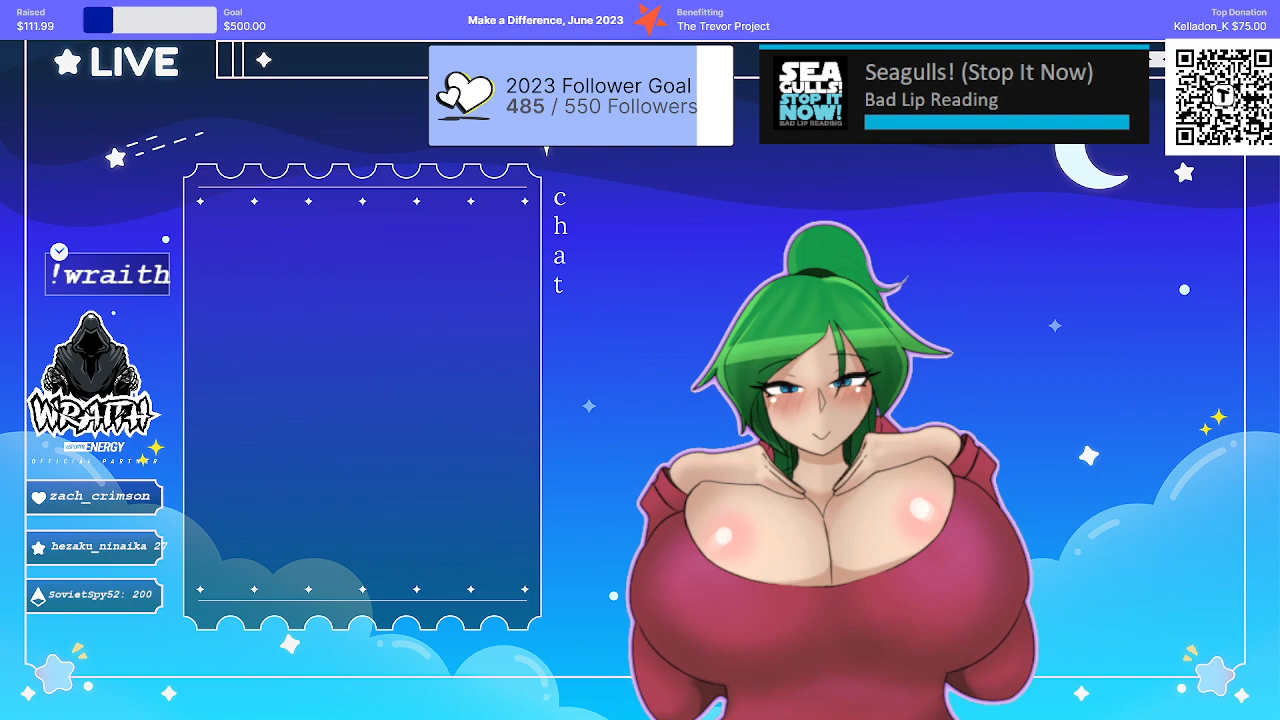 Raised
$111.99
Goal
$500.00
Make a Difference, June 2023
Benefitting
The Trevor Project
Top Donation
Kelladon_K $75.00
LIVE
2023 Follower Goal
485 / 550 Followers
SEA
GULLS!
STOP IT
NOW!
BAD LIP READING
Seagulls! (Stop It Now)
Bad Lip Reading
T
c
h
a
t
!wraith
WRAITH
ENERGY
OFFICIAL PARTNER
zach_crimson
hezaku_ninaika 27
SovietSpy52: 200